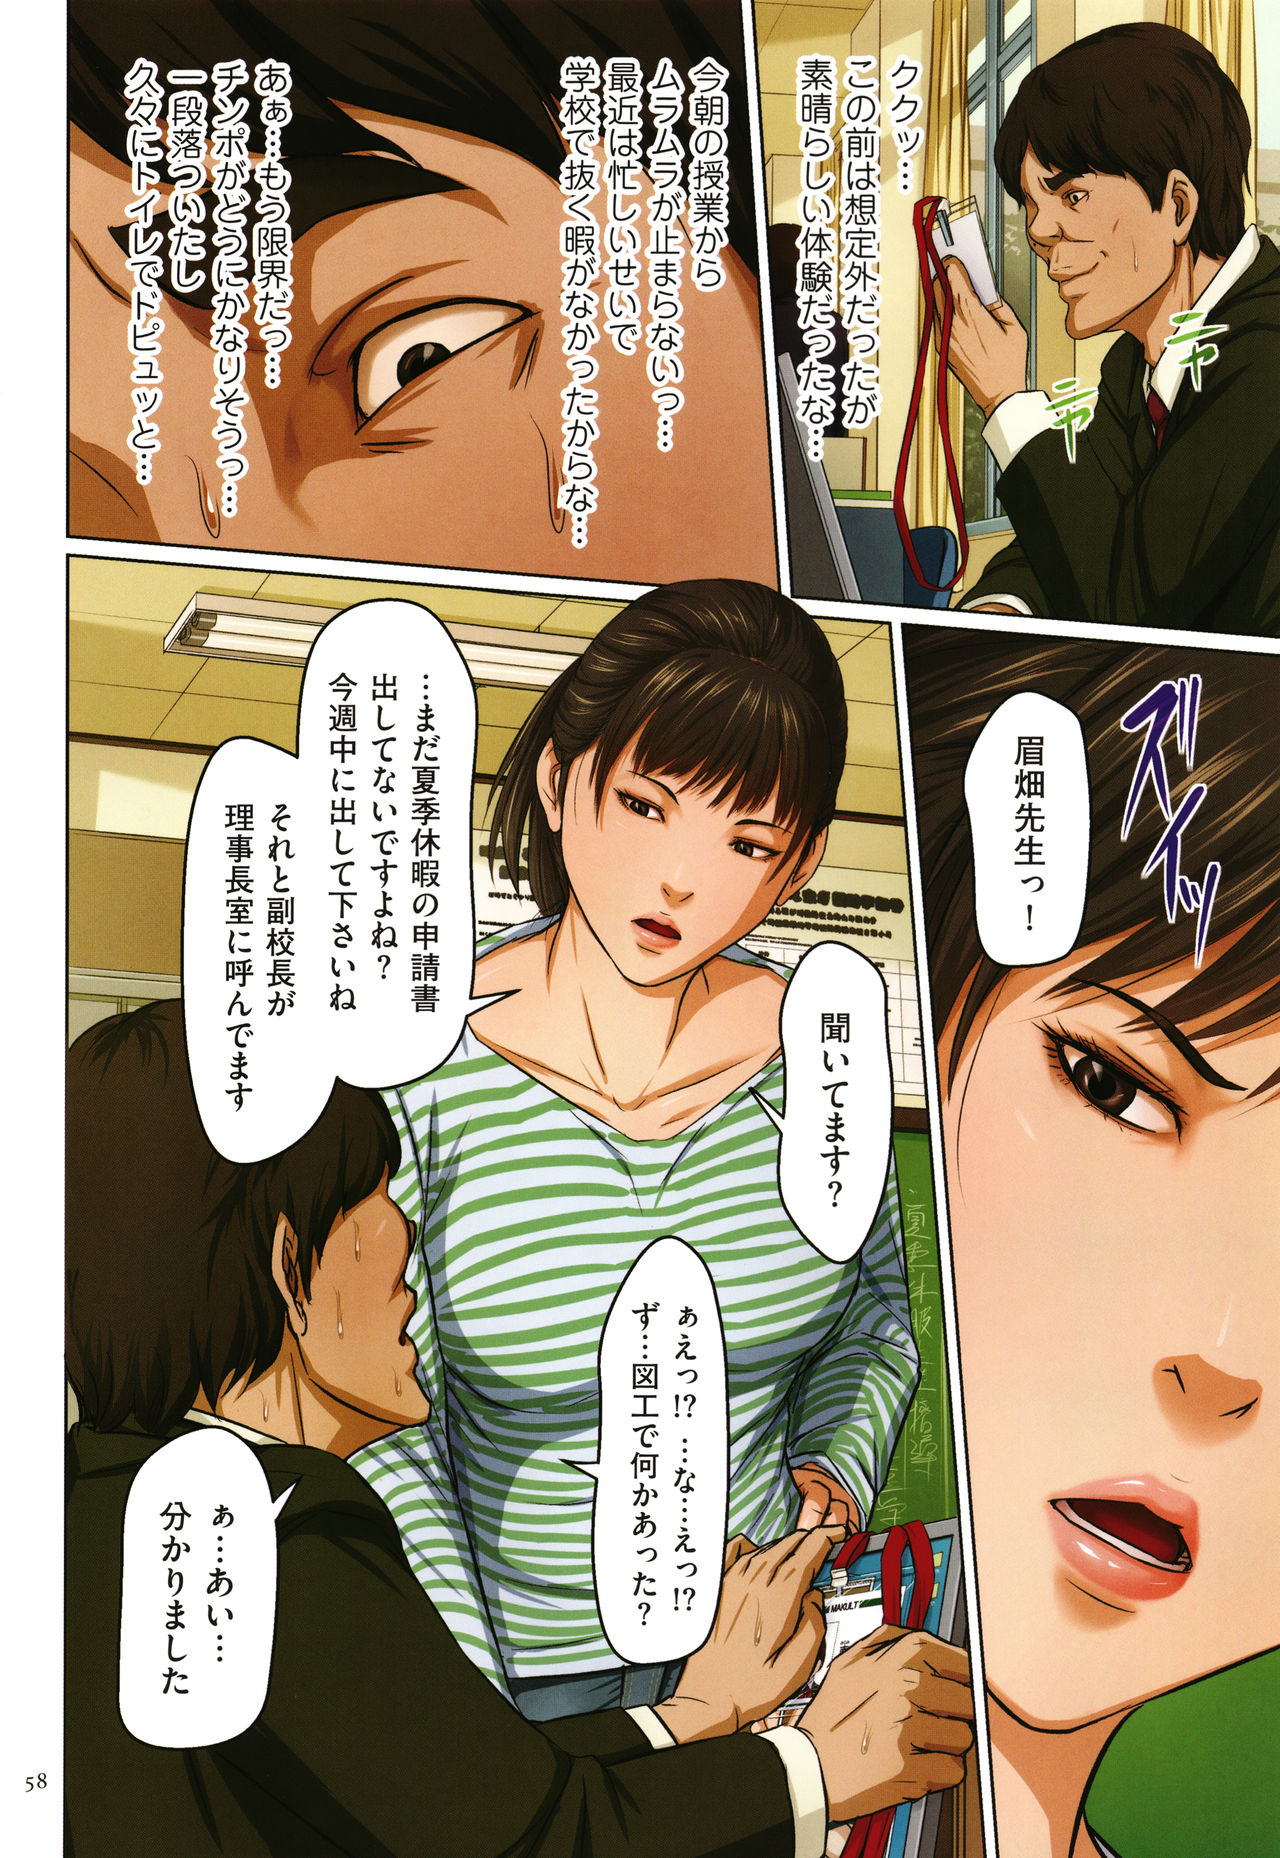 ククッ…
この前は想定外だったが
素晴らしい体験だったな…
ニヤ
ニヤ
今朝の授業から
ムラムラが止まらないっ…
最近は忙しいせいで
学校で抜く暇がなかったからな…
あぁ…もう限界だっ…
チンポがどうにかなりそうっ…
一段落ついたし
久々にトイレでドピュッと…
ズイッ
眉畑先生っ！
…まだ夏季休暇の申請書
出してないですよね？
今週中に出して下さいね
それと副校長が
理事長室に呼んでます
聞いてます？
ぁえっ!? …な…えっ!?
ず…図工で何かあった？
ぁ…あい…
分かりました
MAKULT
58